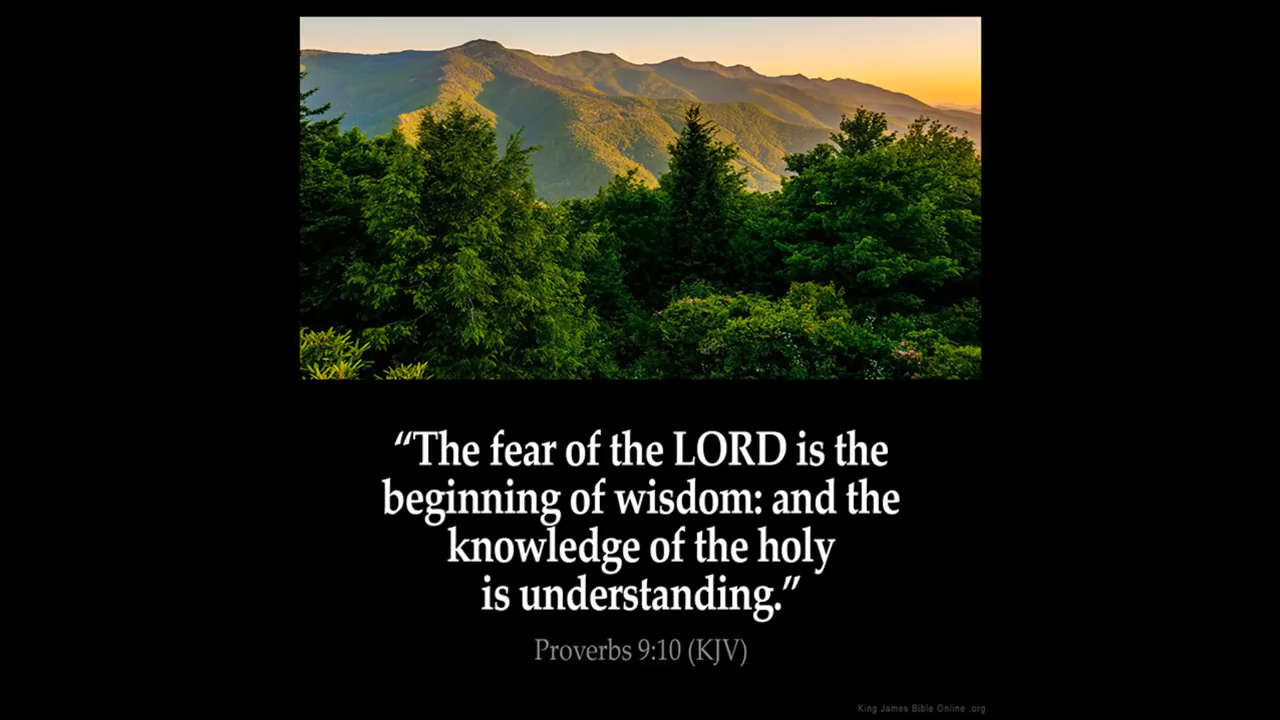 “The fear of the LORD is the
beginning of wisdom: and the
knowledge of the holy
is understanding.”
Proverbs 9:10 (KJV)
King James Bible Online .org